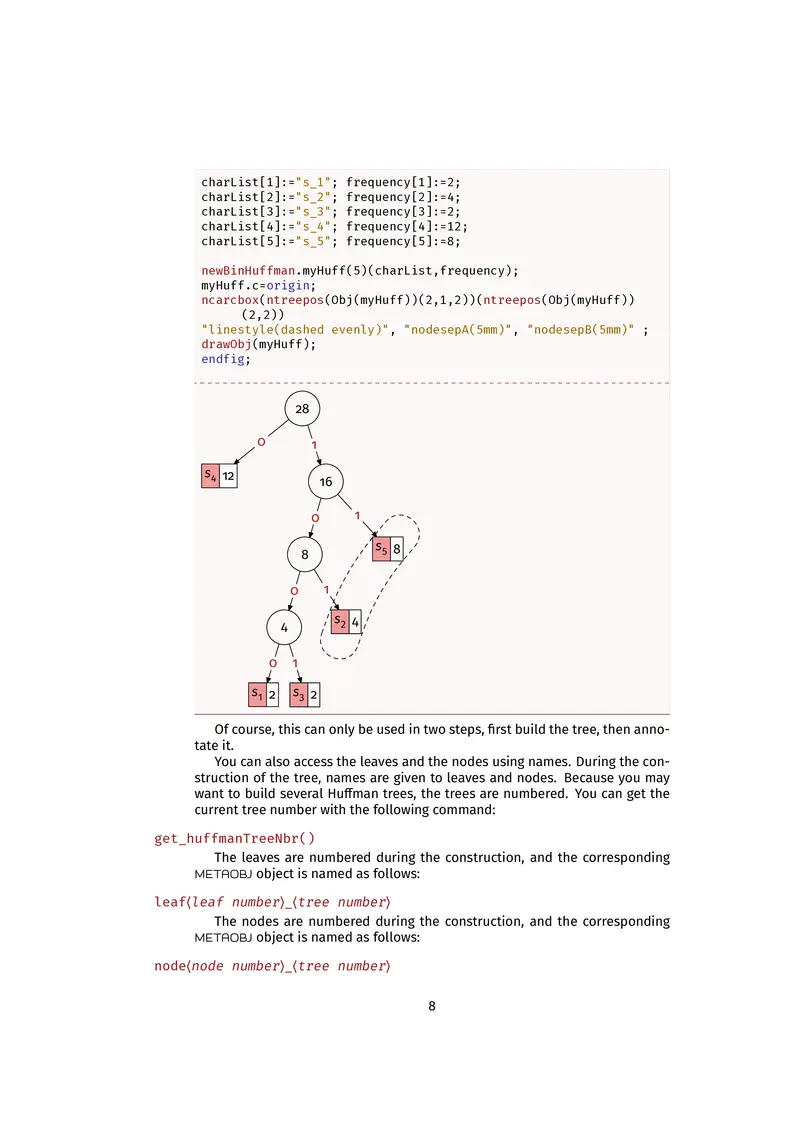 charList[1]:="s_1"; frequency[1]:=2;
charList[2]:="s_2"; frequency[2]:=4;
charList[3]:="s_3"; frequency[3]:=2;
charList[4]:="s_4"; frequency[4]:=12;
charList[5]:="s_5"; frequency[5]:=8;
newBinHuffman.myHuff(5)(charList,frequency);
myHuff.c=origin;
ncarcbox(ntreepos(Obj(myHuff))(2,1,2))(ntreepos(Obj(myHuff))
(2,2))
"linestyle(dashed evenly)", "nodesepA(5mm)", "nodesepB(5mm)" ;
drawObj(myHuff);
endfig;
28
0 1
s4 12
16
0 1
8
s5 8
0 1
4
s2 4
0 1
s1 2 s3 2
Of course, this can only be used in two steps, first build the tree, then anno-
tate it.
You can also access the leaves and the nodes using names. During the con-
struction of the tree, names are given to leaves and nodes. Because you may
want to build several Huffman trees, the trees are numbered. You can get the
current tree number with the following command:
get_huffmanTreeNbr()
The leaves are numbered during the construction, and the corresponding
METAOBJ object is named as follows:
leaf⟨leaf number⟩_⟨tree number⟩
The nodes are numbered during the construction, and the corresponding
METAOBJ object is named as follows:
node⟨node number⟩_⟨tree number⟩
8